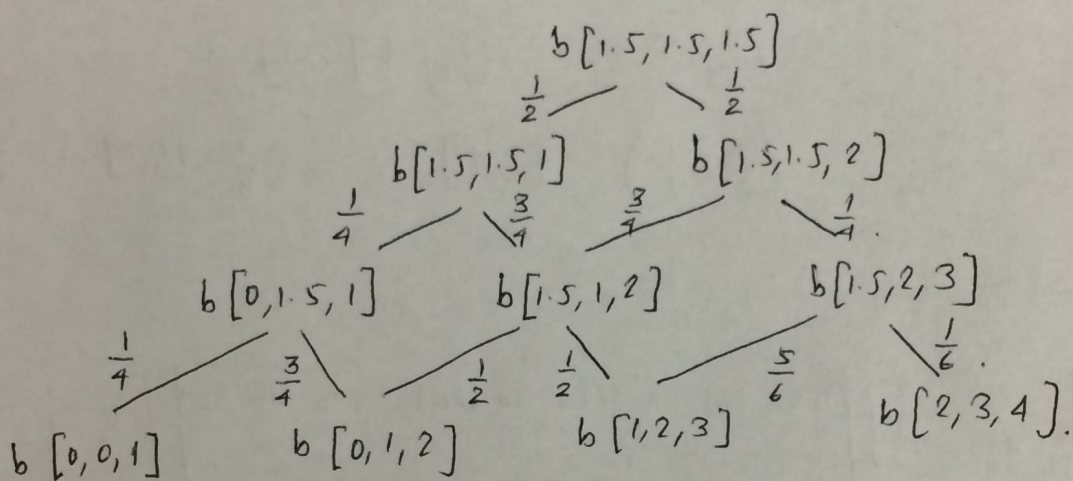 b[1.5, 1.5, 1.5]
1/2 1/2
b[1.5, 1.5, 1] b[1.5, 1.5, 2]
1/4 3/4 3/4 1/4.
b[0, 1.5, 1] b[1.5, 1, 2] b[1.5, 2, 3]
1/4 3/4 1/2 1/2 5/6 1/6.
b[0, 0, 1] b[0, 1, 2] b[1, 2, 3] b[2, 3, 4].